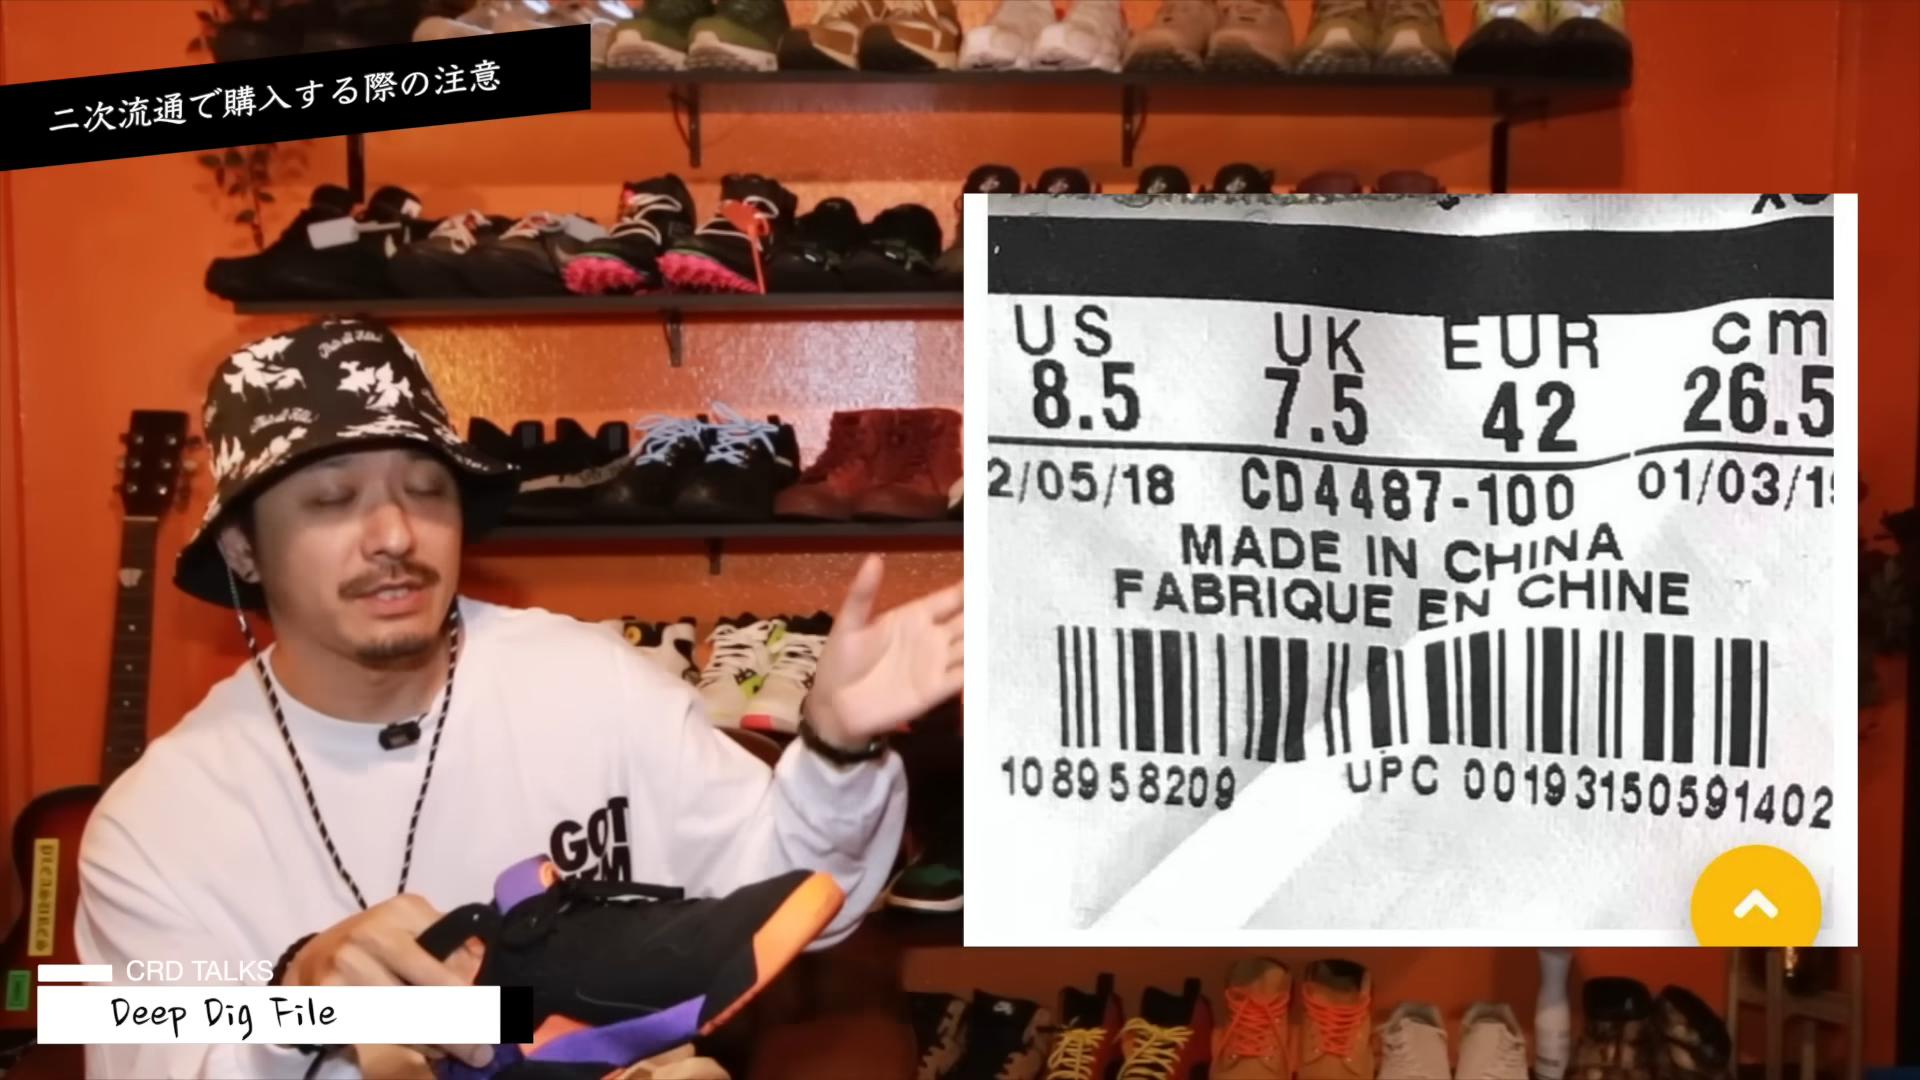 二次流通で購入する際の注意
US UK EUR cm
8.5 7.5 42 26.5
2/05/18 CD4487-100 01/03/1
MADE IN CHINA
FABRIQUE EN CHINE
108958209 UPC 00193150591402
GOT
CRD TALKS
Deep Dig File